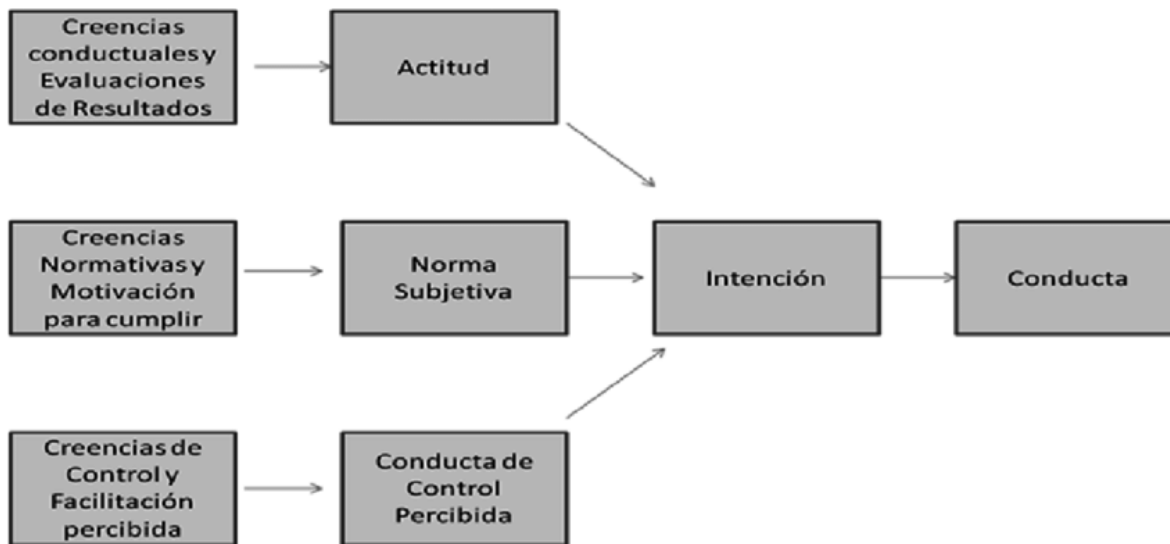 Creencias
conductuales y
Evaluaciones
de Resultados
Actitud
Creencias
Normativas y
Motivación
para cumplir
Norma
Subjetiva
Intención
Conducta
Creencias de
Control y
Facilitación
percibida
Conducta de
Control
Percibida